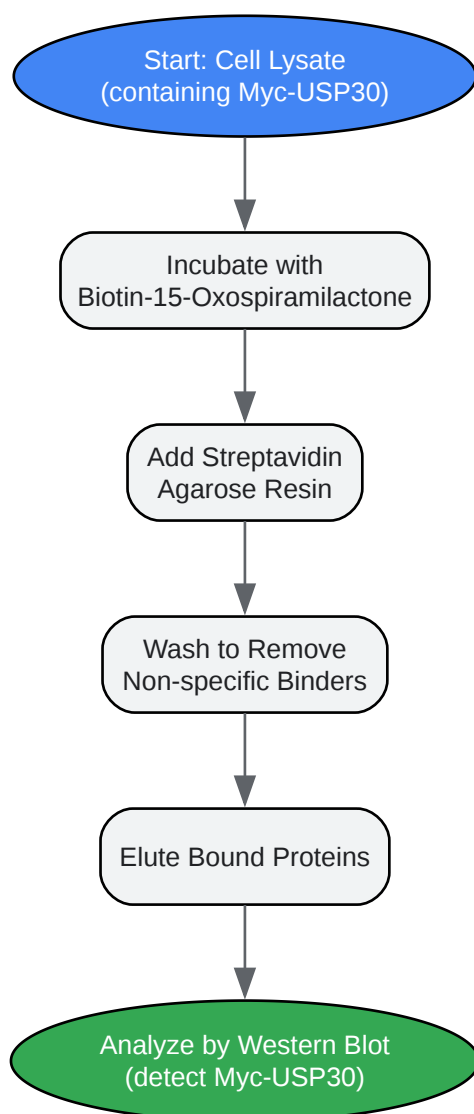 Start: Cell Lysate
(containing Myc-USP30)
Incubate with
Biotin-15-Oxospiramilactone
Add Streptavidin
Agarose Resin
Wash to Remove
Non-specific Binders
Elute Bound Proteins
Analyze by Western Blot
(detect Myc-USP30)